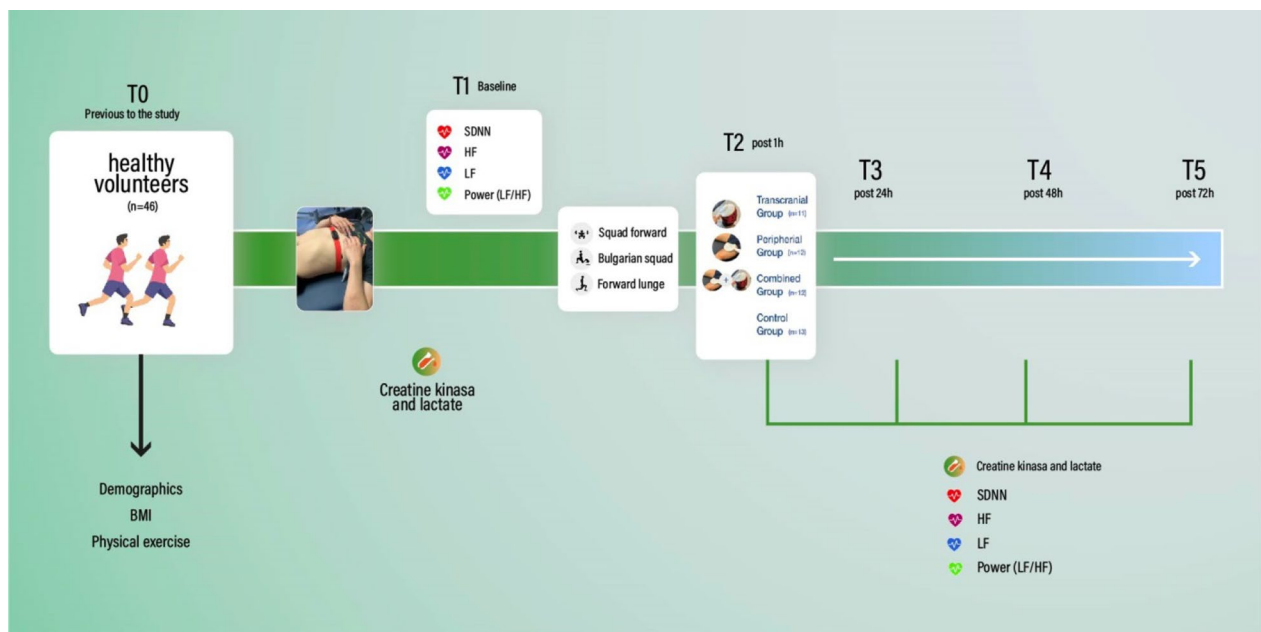 T0
Previous to the study
healthy
volunteers
(n=46)
Demographics
BMI
Physical exercise
T1 Baseline
SDNN
HF
LF
Power (LF/HF)
Creatine kinasa
and lactate
Squad forward
Bulgarian squad
Forward lunge
T2 post 1h
Transcranial
Group (n=11)
Peripherial
Group (n=12)
+
Combined
Group (n=12)
Control
Group (n=13)
T3
post 24h
T4
post 48h
T5
post 72h
Creatine kinasa and lactate
SDNN
HF
LF
Power (LF/HF)